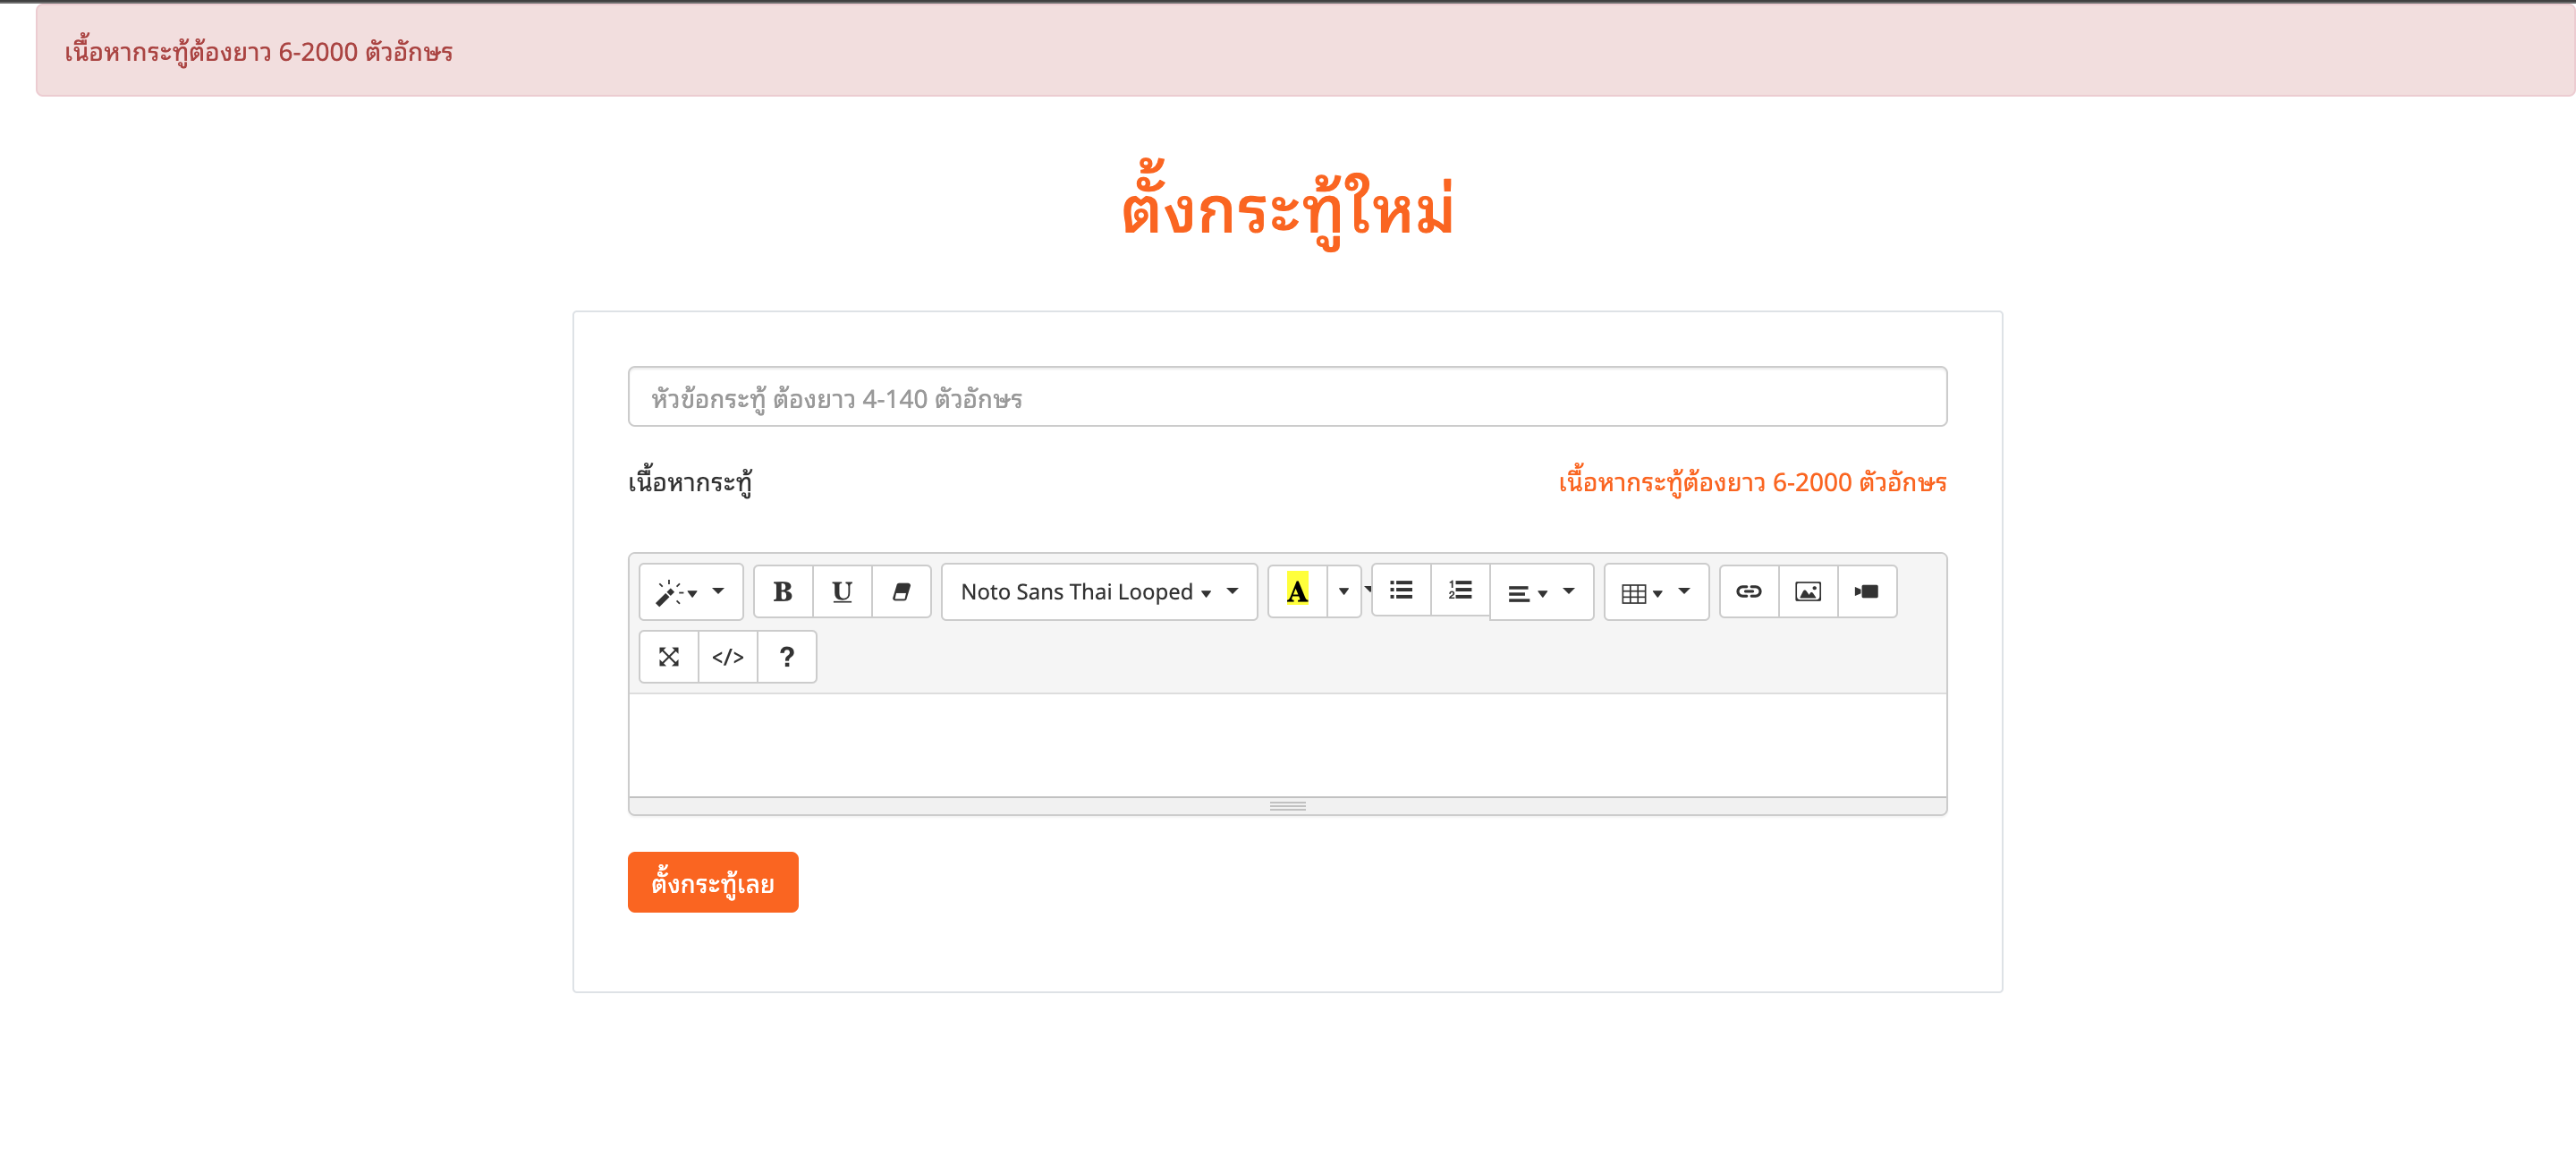 เนื้อหากระทู้ต้องยาว 6-2000 ตัวอักษร
ตั้งกระทู้ใหม่
หัวข้อกระทู้ ต้องยาว 4-140 ตัวอักษร
เนื้อหากระทู้ เนื้อหากระทู้ต้องยาว 6-2000 ตัวอักษร
B U Noto Sans Thai Looped A
</> ?
ตั้งกระทู้เลย